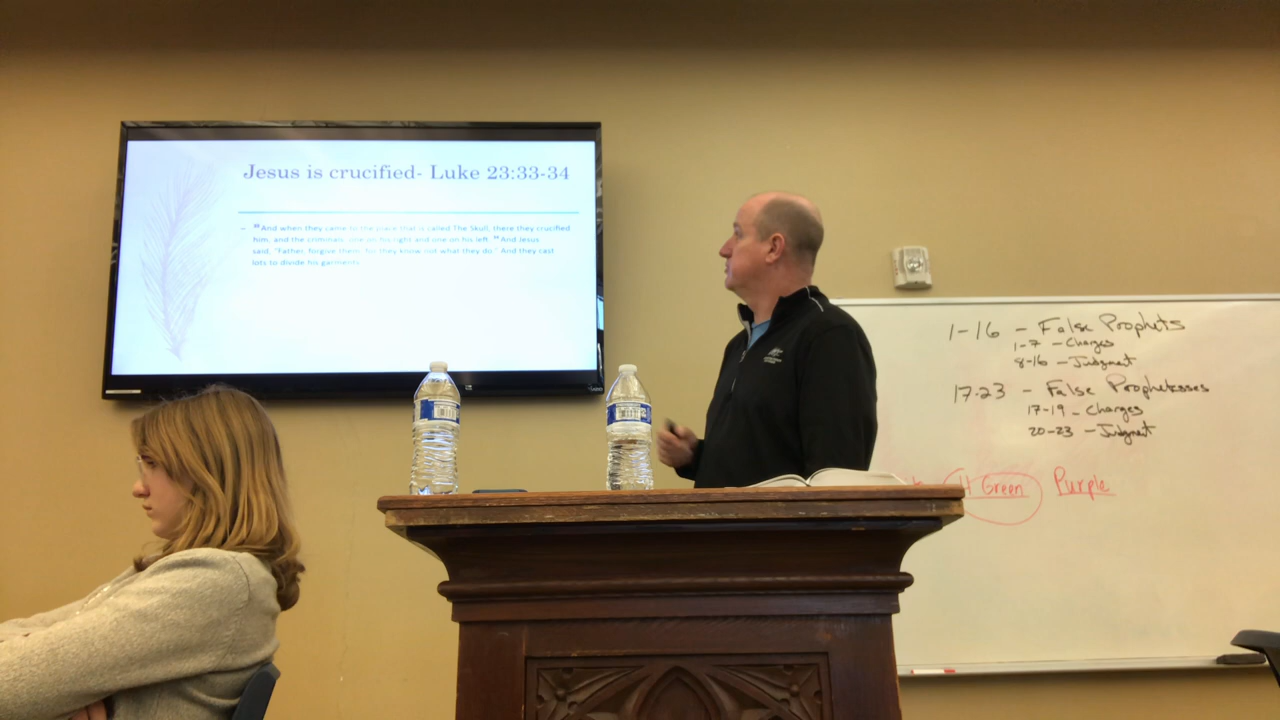 Jesus is crucified- Luke 23:33-34
– 33And when they came to the place that is called The Skull, there they crucified
him, and the criminals, one on his right and one on his left. 34And Jesus
said, "Father, forgive them, for they know not what they do." And they cast
lots to divide his garments.
1-16 - False Prophets
1-7 - Charges
8-16 - Judgment
17-23 - False Prophetesses
17-19 - Charges
20-23 - Judgment
Green Purple